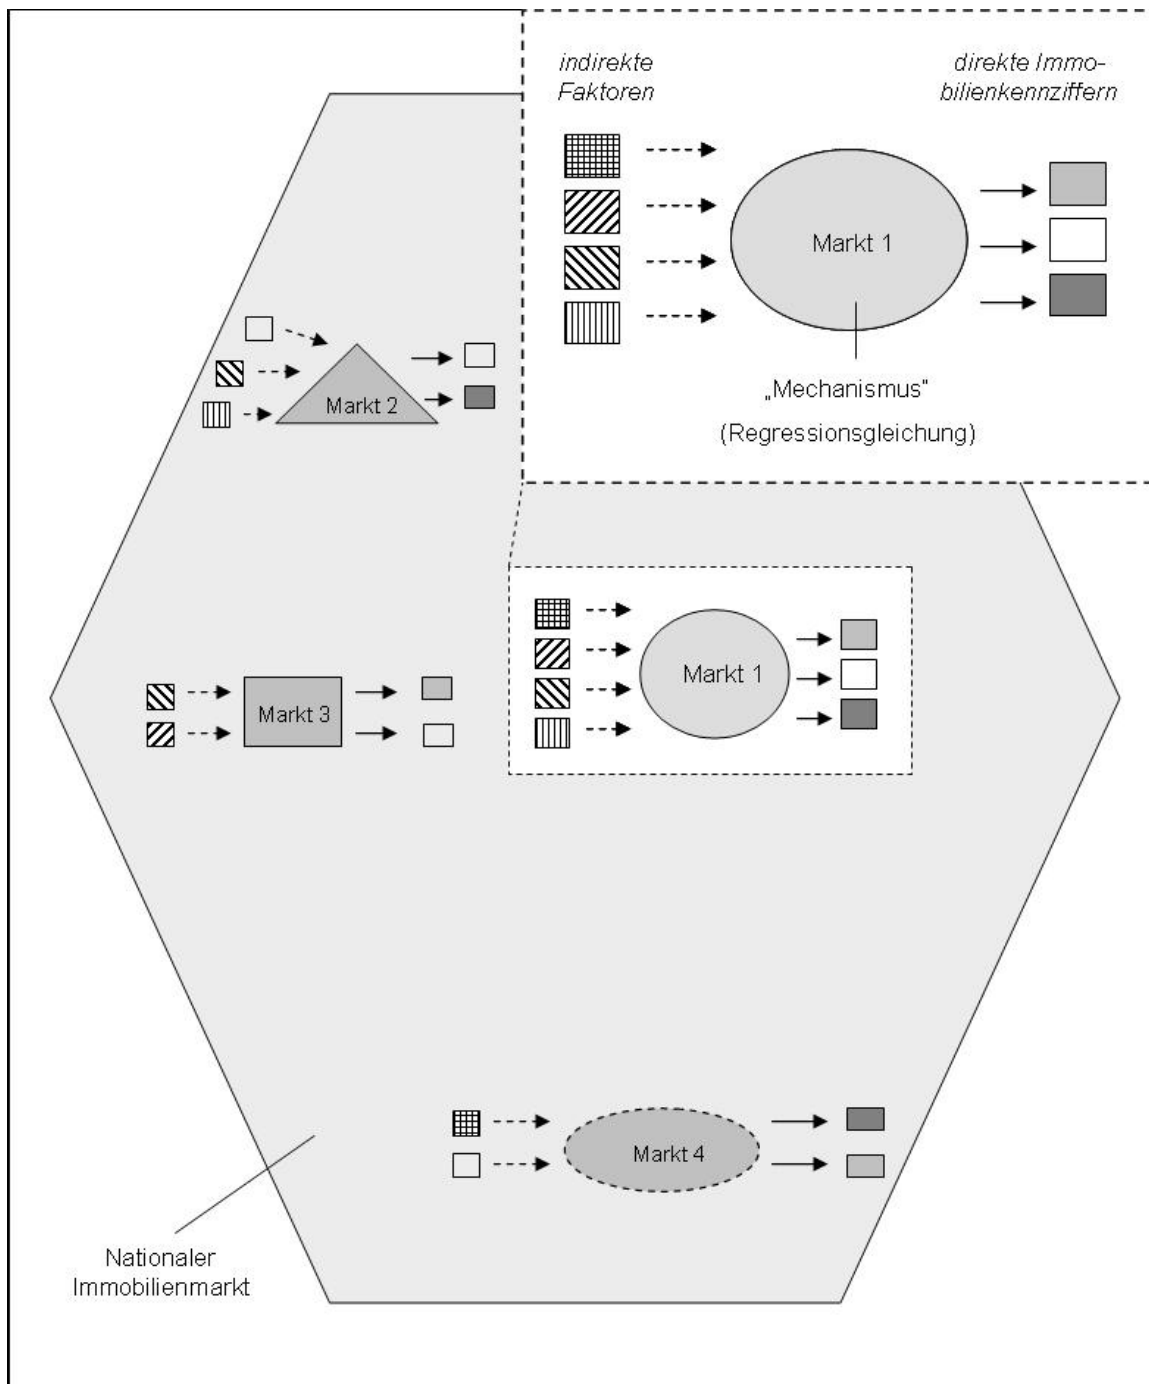 indirekte
Faktoren
direkte Immo-
bilienkennziffern
Markt 1
„Mechanismus"
(Regressionsgleichung)
Markt 2
Markt 1
Markt 3
Markt 4
Nationaler
Immobilienmarkt